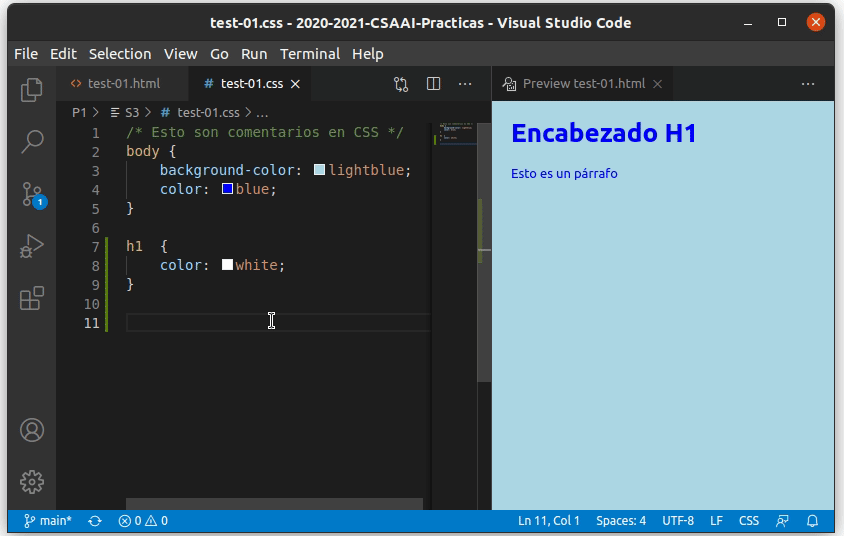 test-01.css - 2020-2021-CSAAI-Practicas - Visual Studio Code
File Edit Selection View Go Run Terminal Help
<> test-01.html # test-01.css × ···
Preview test-01.html × ···
P1 > S3 > # test-01.css > ...
1 /* Esto son comentarios en CSS */
2 body {
3 background-color: lightblue;
4 color: blue;
5 }
6
7 h1 {
8 color: white;
9 }
10
11
1
Encabezado H1
Esto es un párrafo
main* 0 0 Ln 11, Col 1 Spaces: 4 UTF-8 LF CSS